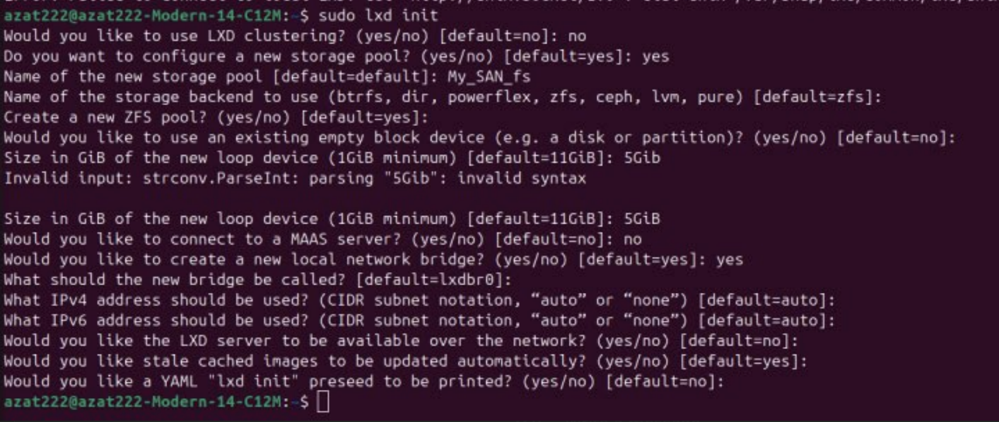 azat222@azat222-Modern-14-C12M:~$ sudo lxd init
Would you like to use LXD clustering? (yes/no) [default=no]: no
Do you want to configure a new storage pool? (yes/no) [default=yes]: yes
Name of the new storage pool [default=default]: My_SAN_fs
Name of the storage backend to use (btrfs, dir, powerflex, zfs, ceph, lvm, pure) [default=zfs]:
Create a new ZFS pool? (yes/no) [default=yes]:
Would you like to use an existing empty block device (e.g. a disk or partition)? (yes/no) [default=no]:
Size in GiB of the new loop device (1GiB minimum) [default=11GiB]: 5Gib
Invalid input: strconv.ParseInt: parsing "5Gib": invalid syntax
Size in GiB of the new loop device (1GiB minimum) [default=11GiB]: 5GiB
Would you like to connect to a MAAS server? (yes/no) [default=no]: no
Would you like to create a new local network bridge? (yes/no) [default=yes]: yes
What should the new bridge be called? [default=lxdbr0]:
What IPv4 address should be used? (CIDR subnet notation, “auto” or “none”) [default=auto]:
What IPv6 address should be used? (CIDR subnet notation, “auto” or “none”) [default=auto]:
Would you like the LXD server to be available over the network? (yes/no) [default=no]:
Would you like stale cached images to be updated automatically? (yes/no) [default=yes]:
Would you like a YAML "lxd init" preseed to be printed? (yes/no) [default=no]:
azat222@azat222-Modern-14-C12M:~$